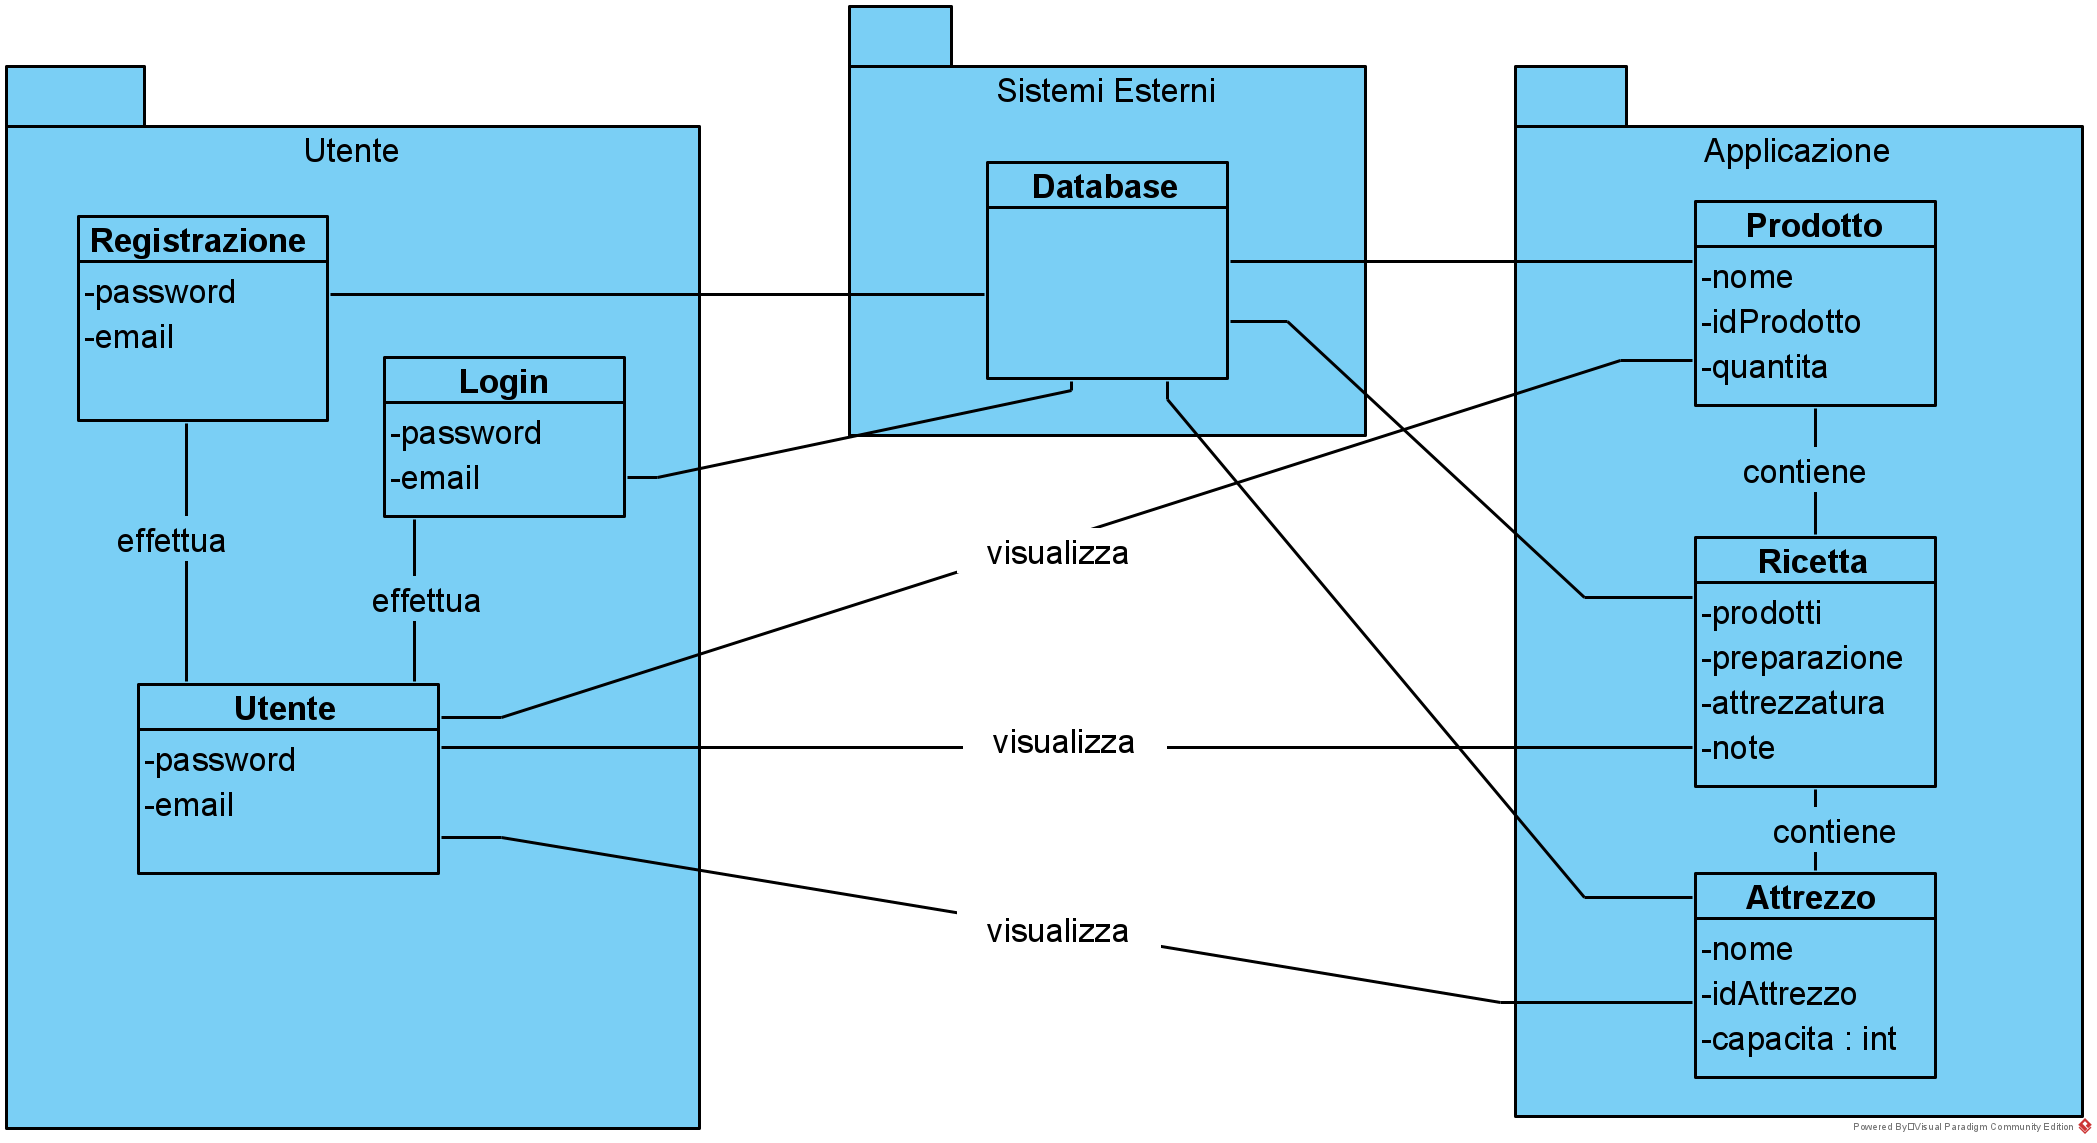 Utente
Registrazione
-password
-email
Login
-password
-email
effettua
effettua
Utente
-password
-email
Sistemi Esterni
Database
visualizza
visualizza
visualizza
Applicazione
Prodotto
-nome
-idProdotto
-quantita
contiene
Ricetta
-prodotti
-preparazione
-attrezzatura
-note
contiene
Attrezzo
-nome
-idAttrezzo
-capacita : int
Powered By□Visual Paradigm Community Edition